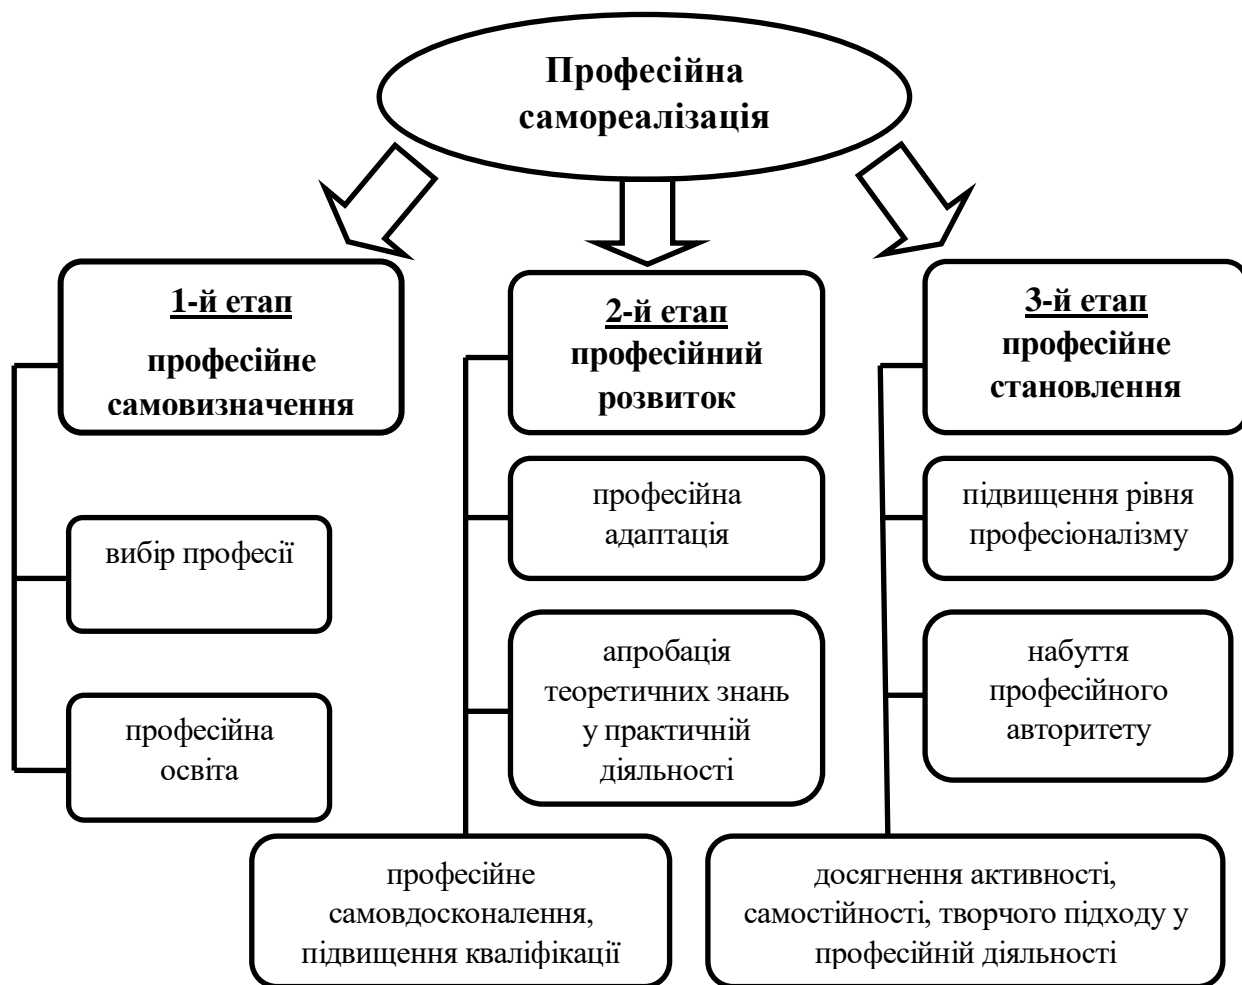 Професійна
самореалізація
1-й етап
професійне
самовизначення
вибір професії
професійна
освіта
2-й етап
професійний
розвиток
професійна
адаптація
апробація
теоретичних знань
у практичній
діяльності
професійне
самовдосконалення,
підвищення кваліфікації
3-й етап
професійне
становлення
підвищення рівня
професіоналізму
набуття
професійного
авторитету
досягнення активності,
самостійності, творчого підходу у
професійній діяльності